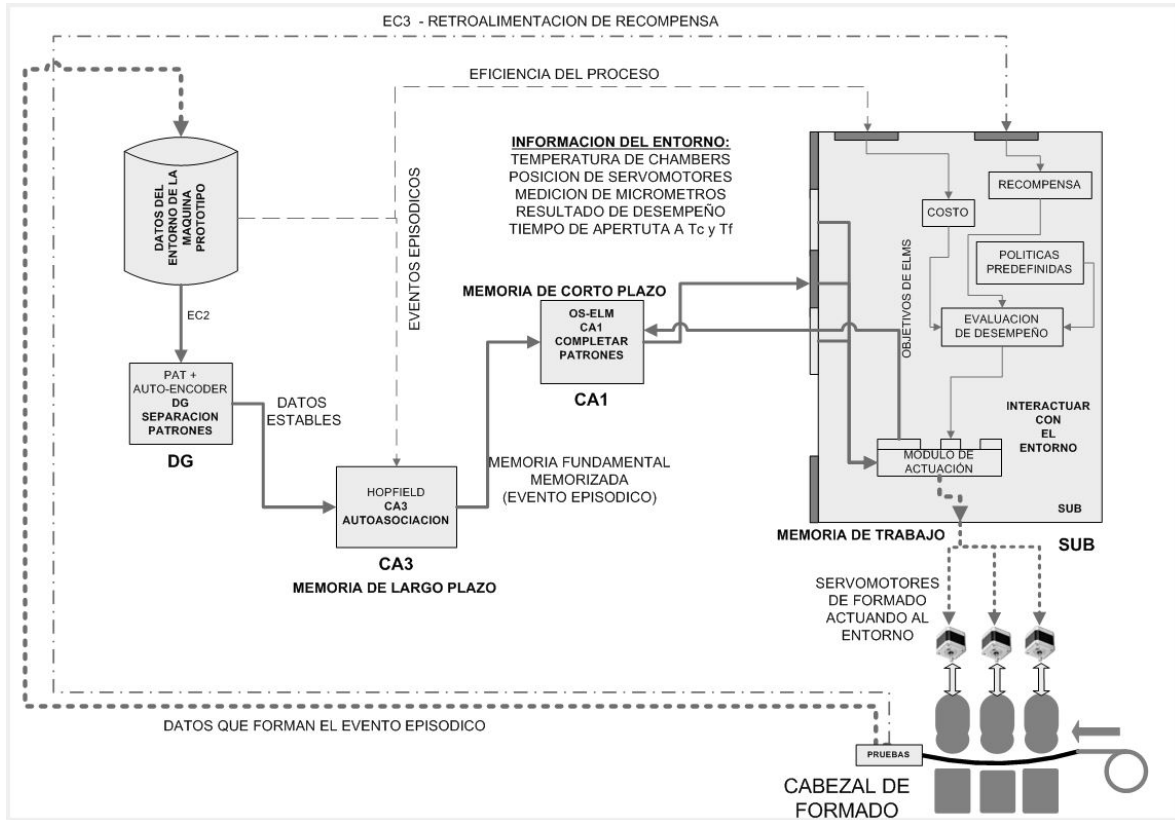 EC3 - RETROALIMENTACION DE RECOMPENSA
EFICIENCIA DEL PROCESO
DATOS DEL
ENTORNO DE LA
MAQUINA
PROTOTIPO
EVENTOS EPISODICOS
INFORMACION DEL ENTORNO:
TEMPERATURA DE CHAMBERS
POSICION DE SERVOMOTORES
MEDICION DE MICROMETROS
RESULTADO DE DESEMPEÑO
TIEMPO DE APERTUTA A Tc y Tf
RECOMPENSA
COSTO
POLITICAS
PREDEFINIDAS
EVALUACION
DE DESEMPEÑO
OBJETIVOS DE ELMS
INTERACTUAR
CON
EL
ENTORNO
MODULO DE
ACTUACIÓN
SUB
MEMORIA DE TRABAJO
SUB
EC2
PAT +
AUTO-ENCODER
DG
SEPARACION
PATRONES
DG
DATOS
ESTABLES
HOPFIELD
CA3
AUTOASOCIACION
CA3
MEMORIA DE LARGO PLAZO
MEMORIA FUNDAMENTAL
MEMORIZADA
(EVENTO EPISODICO)
MEMORIA DE CORTO PLAZO
OS-ELM
CA1
COMPLETAR
PATRONES
CA1
SERVOMOTORES
DE FORMADO
ACTUANDO AL
ENTORNO
DATOS QUE FORMAN EL EVENTO EPISODICO
PRUEBAS
CABEZAL DE
FORMADO